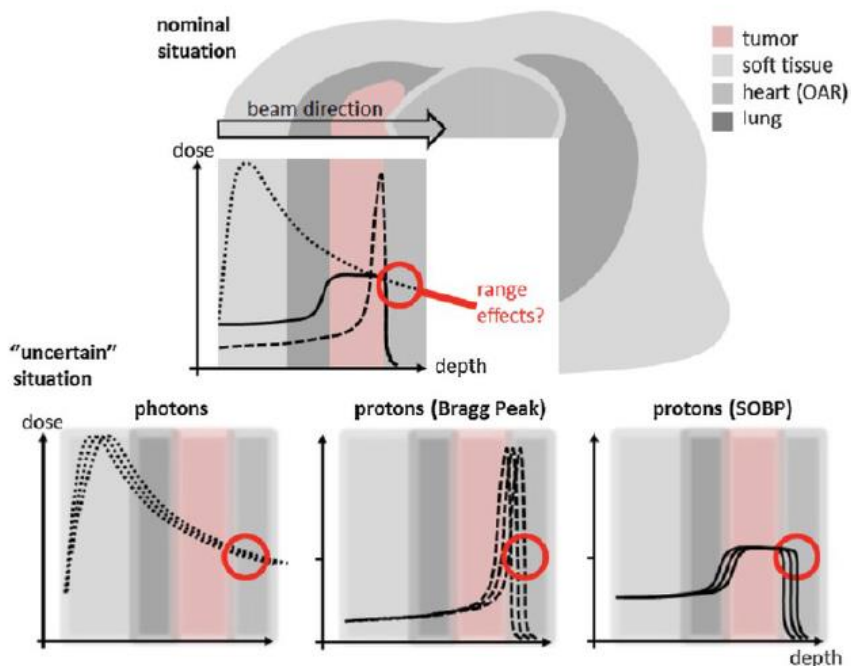 nominal
situation
tumor
soft tissue
heart (OAR)
lung
beam direction
dose
range
effects?
depth
"uncertain"
situation
photons
protons (Bragg Peak)
protons (SOBP)
dose
depth